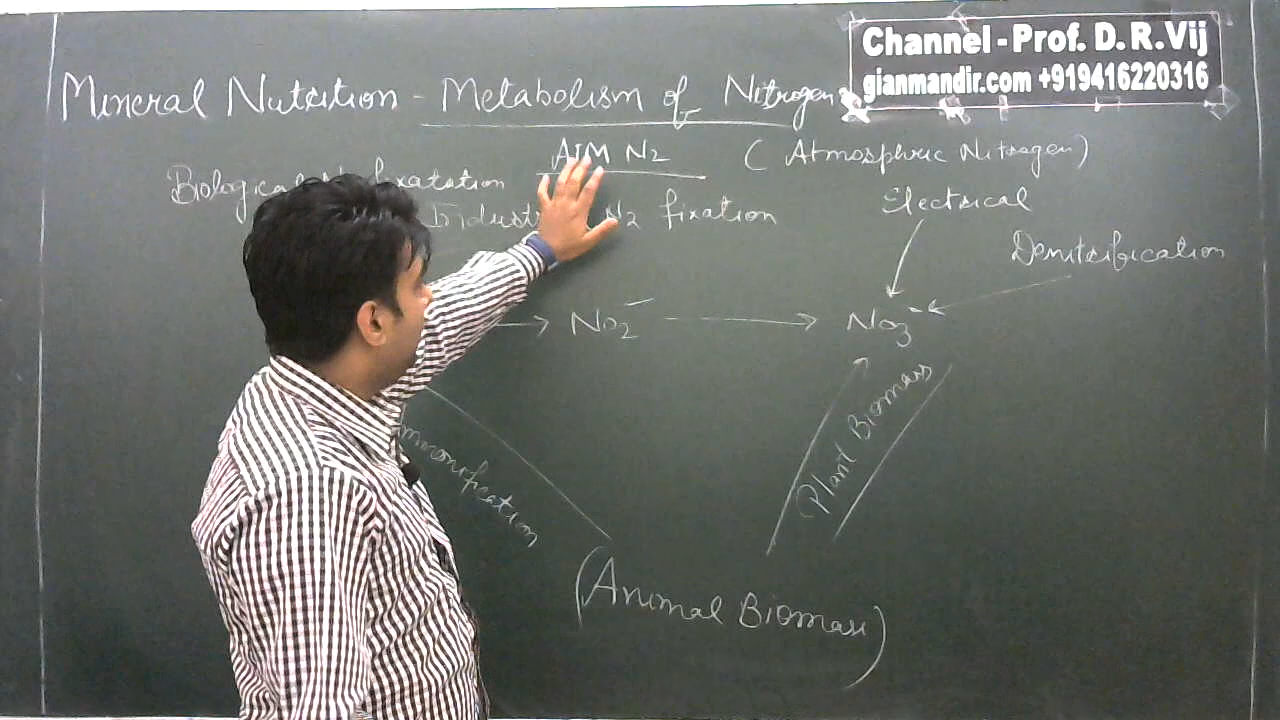 Channel - Prof. D. R. Vij
gianmandir.com +919416220316
Mineral Nutrition - Metabolism of Nitrogen
ATM N2 (Atmospheric Nitrogen)
Biological fixatation
N2 fixation
Electrical
Denitrification
NO2- NO3-
Plant Biomass
(Animal Biomass)